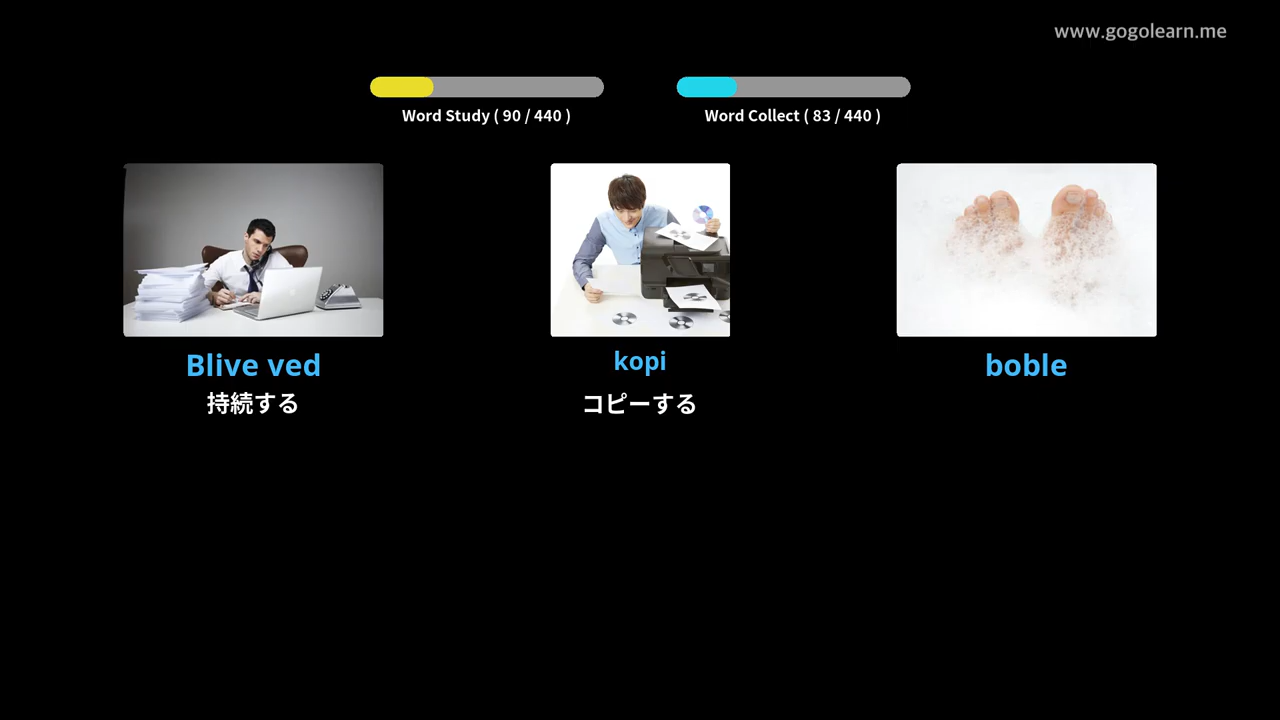 www.gogolearn.me
Word Study ( 90 / 440 )
Word Collect ( 83 / 440 )
Blive ved
持続する
kopi
コピーする
boble